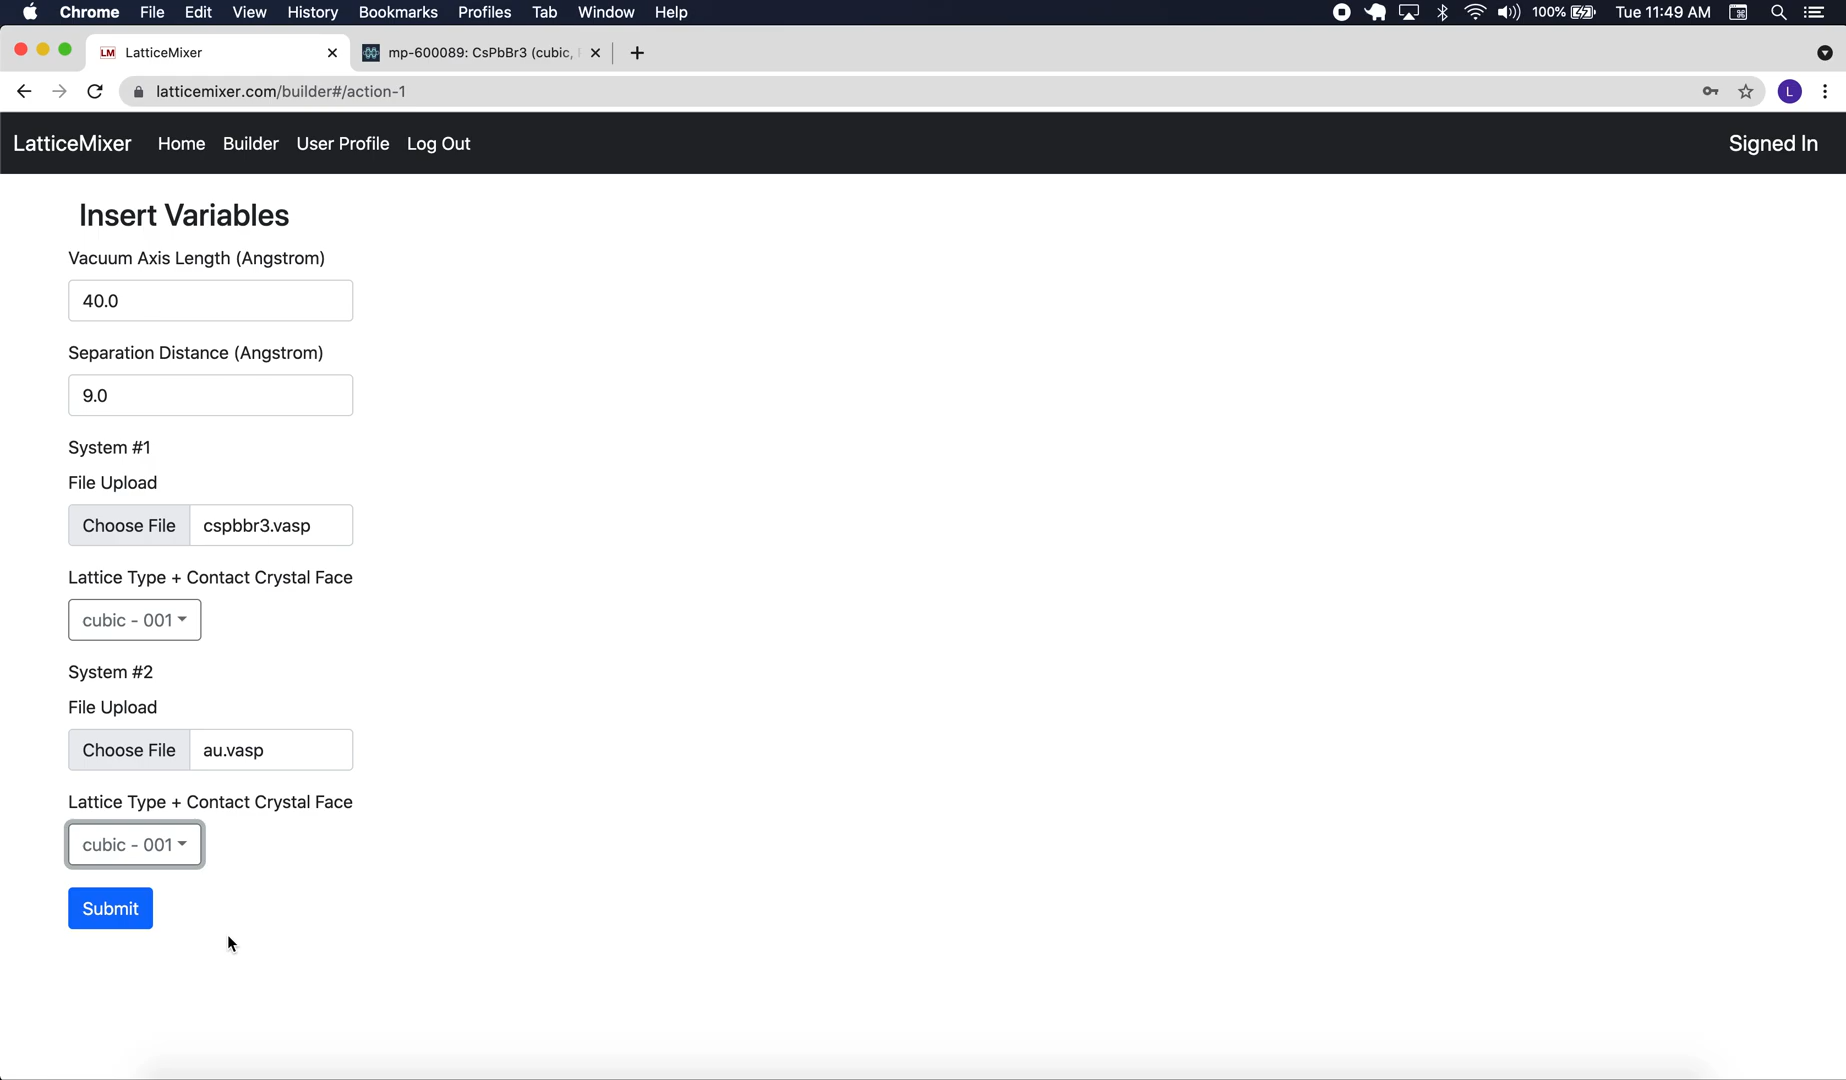 Chrome File Edit View History Bookmarks Profiles Tab Window Help 100% Tue 11:49 AM
LM LatticeMixer mp-600089: CsPbBr3 (cubic,
latticemixer.com/builder#/action-1 L
LatticeMixer Home Builder User Profile Log Out Signed In
Insert Variables
Vacuum Axis Length (Angstrom)
40.0
Separation Distance (Angstrom)
9.0
System #1
File Upload
Choose File cspbbr3.vasp
Lattice Type + Contact Crystal Face
cubic - 001
System #2
File Upload
Choose File au.vasp
Lattice Type + Contact Crystal Face
cubic - 001
Submit